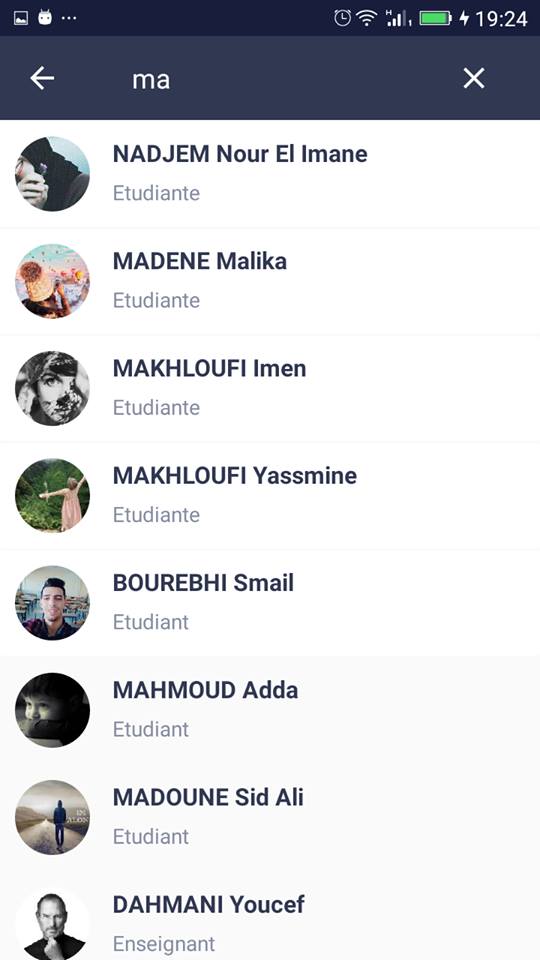 19:24
ma
NADJEM Nour El Imane
Etudiante
MADENE Malika
Etudiante
MAKHLOUFI Imen
Etudiante
MAKHLOUFI Yassmine
Etudiante
BOUREBHI Smail
Etudiant
MAHMOUD Adda
Etudiant
MADOUNE Sid Ali
Etudiant
DAHMANI Youcef
Enseignant